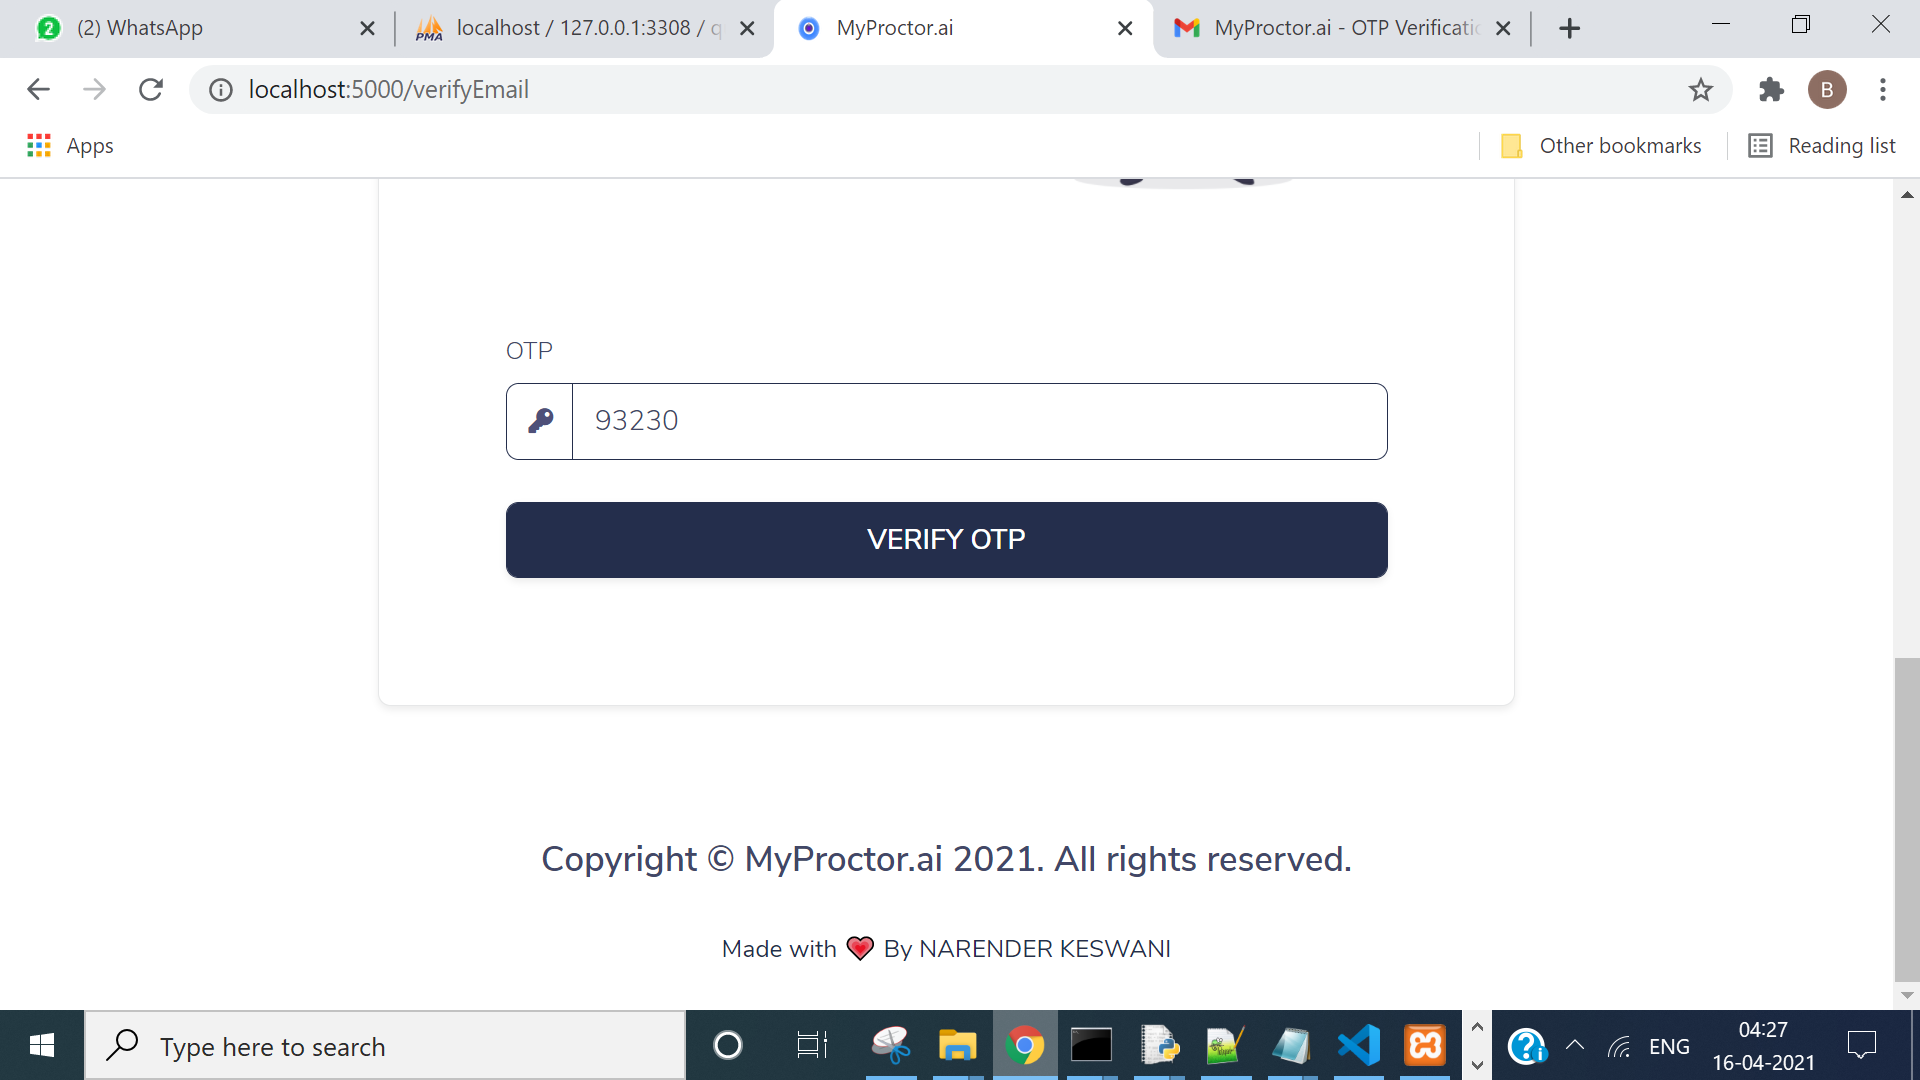 (2) WhatsApp
localhost / 127.0.0.1:3308 / q
MyProctor.ai
MyProctor.ai - OTP Verificatio
localhost:5000/verifyEmail
B
Apps
Other bookmarks
Reading list
OTP
93230
VERIFY OTP
Copyright © MyProctor.ai 2021. All rights reserved.
Made with ❤ By NARENDER KESWANI
Type here to search
ENG
04:27
16-04-2021